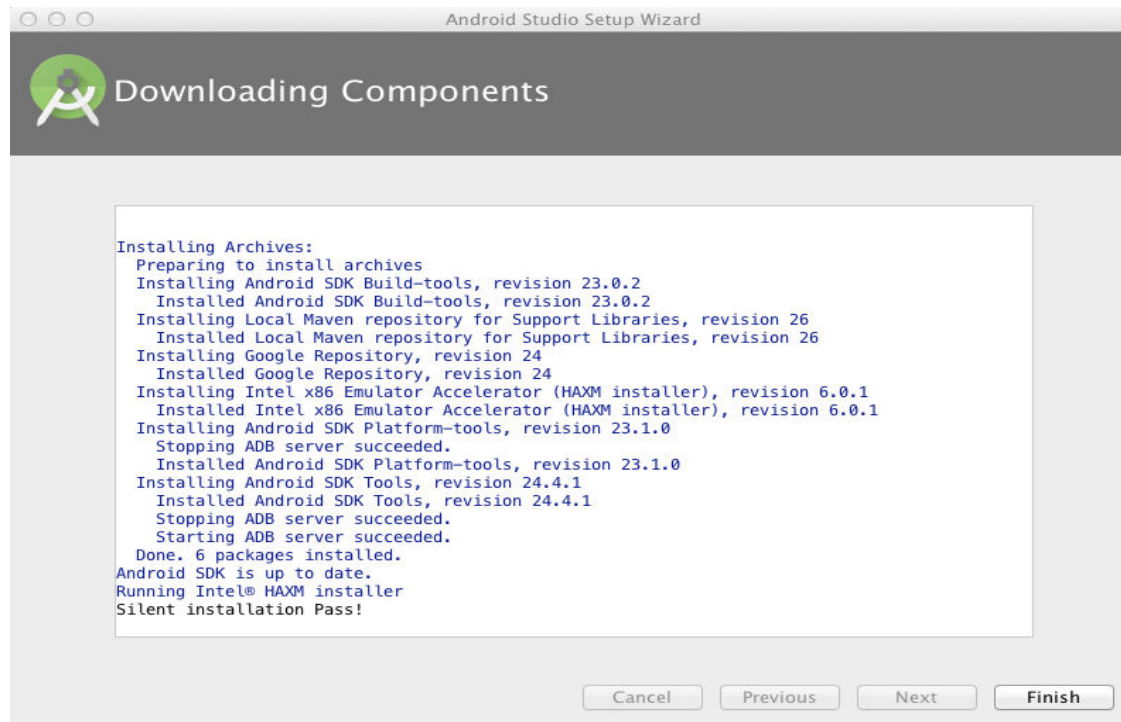 Android Studio Setup Wizard
Downloading Components
Installing Archives:
Preparing to install archives
Installing Android SDK Build-tools, revision 23.0.2
Installed Android SDK Build-tools, revision 23.0.2
Installing Local Maven repository for Support Libraries, revision 26
Installed Local Maven repository for Support Libraries, revision 26
Installing Google Repository, revision 24
Installed Google Repository, revision 24
Installing Intel x86 Emulator Accelerator (HAXM installer), revision 6.0.1
Installed Intel x86 Emulator Accelerator (HAXM installer), revision 6.0.1
Installing Android SDK Platform-tools, revision 23.1.0
Stopping ADB server succeeded.
Installed Android SDK Platform-tools, revision 23.1.0
Installing Android SDK Tools, revision 24.4.1
Installed Android SDK Tools, revision 24.4.1
Stopping ADB server succeeded.
Starting ADB server succeeded.
Done. 6 packages installed.
Android SDK is up to date.
Running Intel® HAXM installer
Silent installation Pass!
Cancel Previous Next Finish